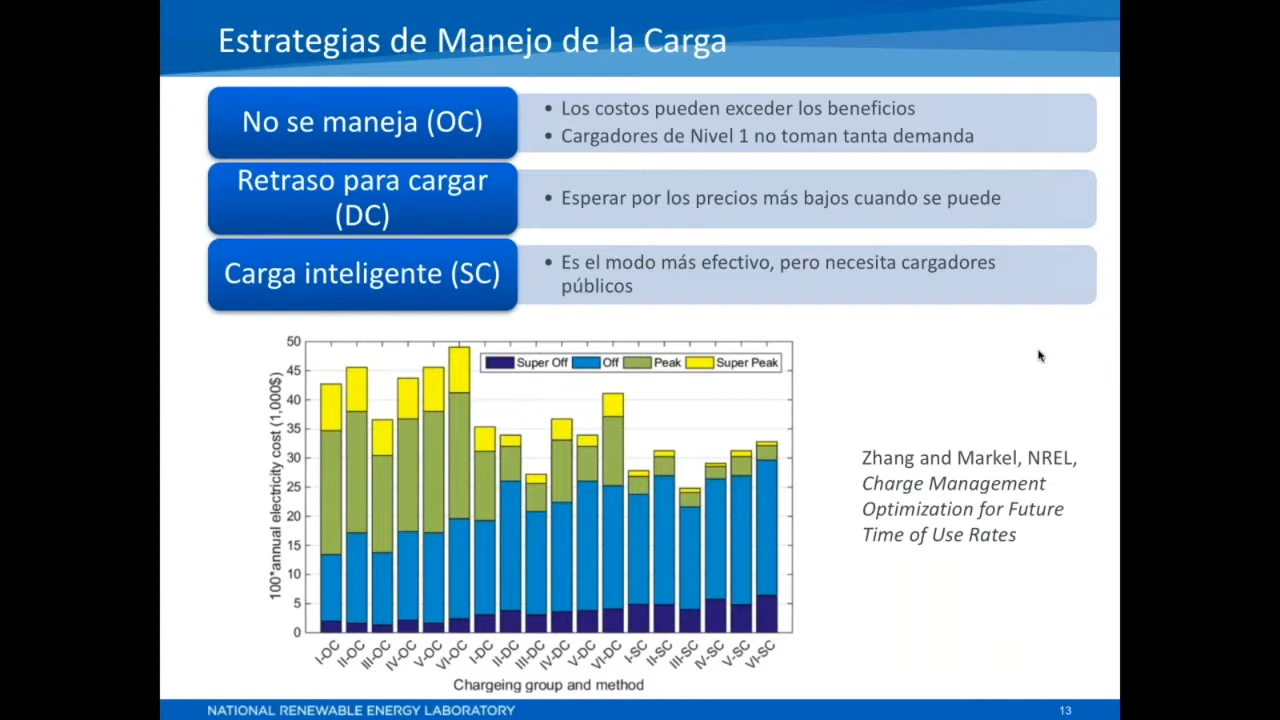 Estrategias de Manejo de la Carga
No se maneja (OC)
• Los costos pueden exceder los beneficios
• Cargadores de Nivel 1 no toman tanta demanda
Retraso para cargar
(DC)
• Esperar por los precios más bajos cuando se puede
Carga inteligente (SC)
• Es el modo más efectivo, pero necesita cargadores
públicos
100*annual electricity cost (1,000$)
50
45
40
35
30
25
20
15
10
5
0
Super Off Off Peak Super Peak
I-OC II-OC III-OC IV-OC V-OC VI-OC I-DC II-DC III-DC IV-DC V-DC VI-DC I-SC II-SC III-SC IV-SC V-SC VI-SC
Chargeing group and method
Zhang and Markel, NREL,
Charge Management
Optimization for Future
Time of Use Rates
NATIONAL RENEWABLE ENERGY LABORATORY
13